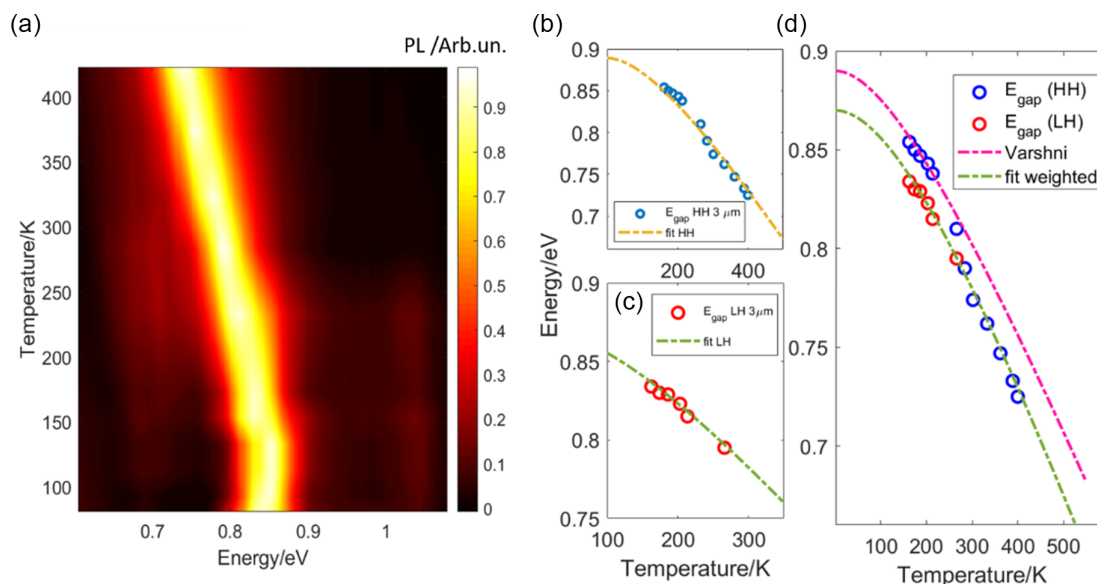 (a)
PL /Arb.un.
400
350
300
250
200
150
100
Temperature/K
0.7
0.8
0.9
1
Energy/eV
0.9
0.8
0.7
0.6
0.5
0.4
0.3
0.2
0.1
0
(b)
0.9
0.85
0.8
0.75
0.7
E_gap HH 3 μm
fit HH
200
400
Energy/eV
(c)
0.9
0.85
0.8
0.75
E_gap LH 3μm
fit LH
100
200
300
400
500
Temperature/K
(d)
0.9
0.85
0.8
0.75
0.7
E_gap (HH)
E_gap (LH)
Varshni
fit weighted
100
200
300
400
500
Temperature/K